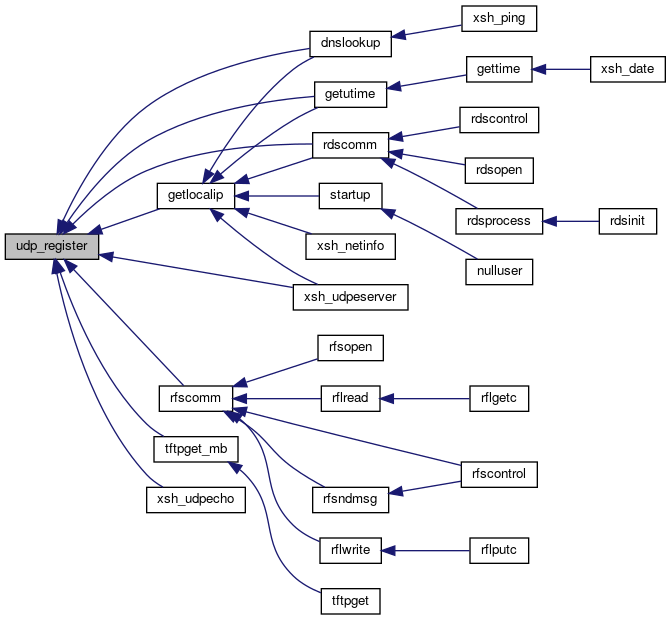 xsh_ping
dnslookup
gettime
xsh_date
getutime
rdscontrol
rdscomm
rdsopen
getlocalip
startup
rdsprocess
rdsinit
udp_register
xsh_netinfo
nulluser
xsh_udpeserver
rfsopen
rfscomm
rflread
rflgetc
tftpget_mb
rfscontrol
xsh_udpecho
rfsndmsg
rflwrite
rflputc
tftpget